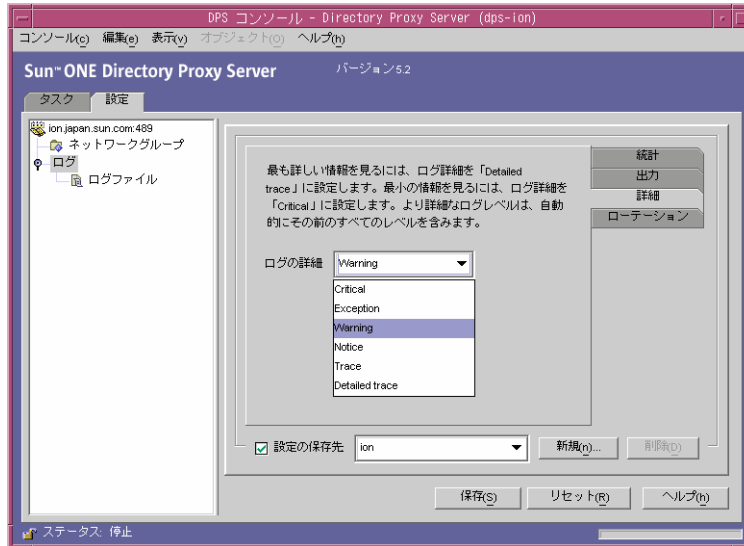 DPS コンソール - Directory Proxy Server (dps-ion)
コンソール(c) 編集(e) 表示(v) オブジェクト(o) ヘルプ(h)
Sun™ ONE Directory Proxy Server バージョン5.2
タスク 設定
ion.japan.sun.com:489
ネットワークグループ
ログ
ログファイル
統計
出力
詳細
ローテーション
最も詳しい情報を見るには、ログ詳細を「Detailed
trace」に設定します。最小の情報を見るには、ログ詳細を
「Critical」に設定します。より詳細なログレベルは、自動
的にその前のすべてのレベルを含みます。
ログの詳細 Warning
Critical
Exception
Warning
Notice
Trace
Detailed trace
設定の保存先 ion 新規(n)... 削除(D)
保存(S) リセット(R) ヘルプ(h)
ステータス: 停止